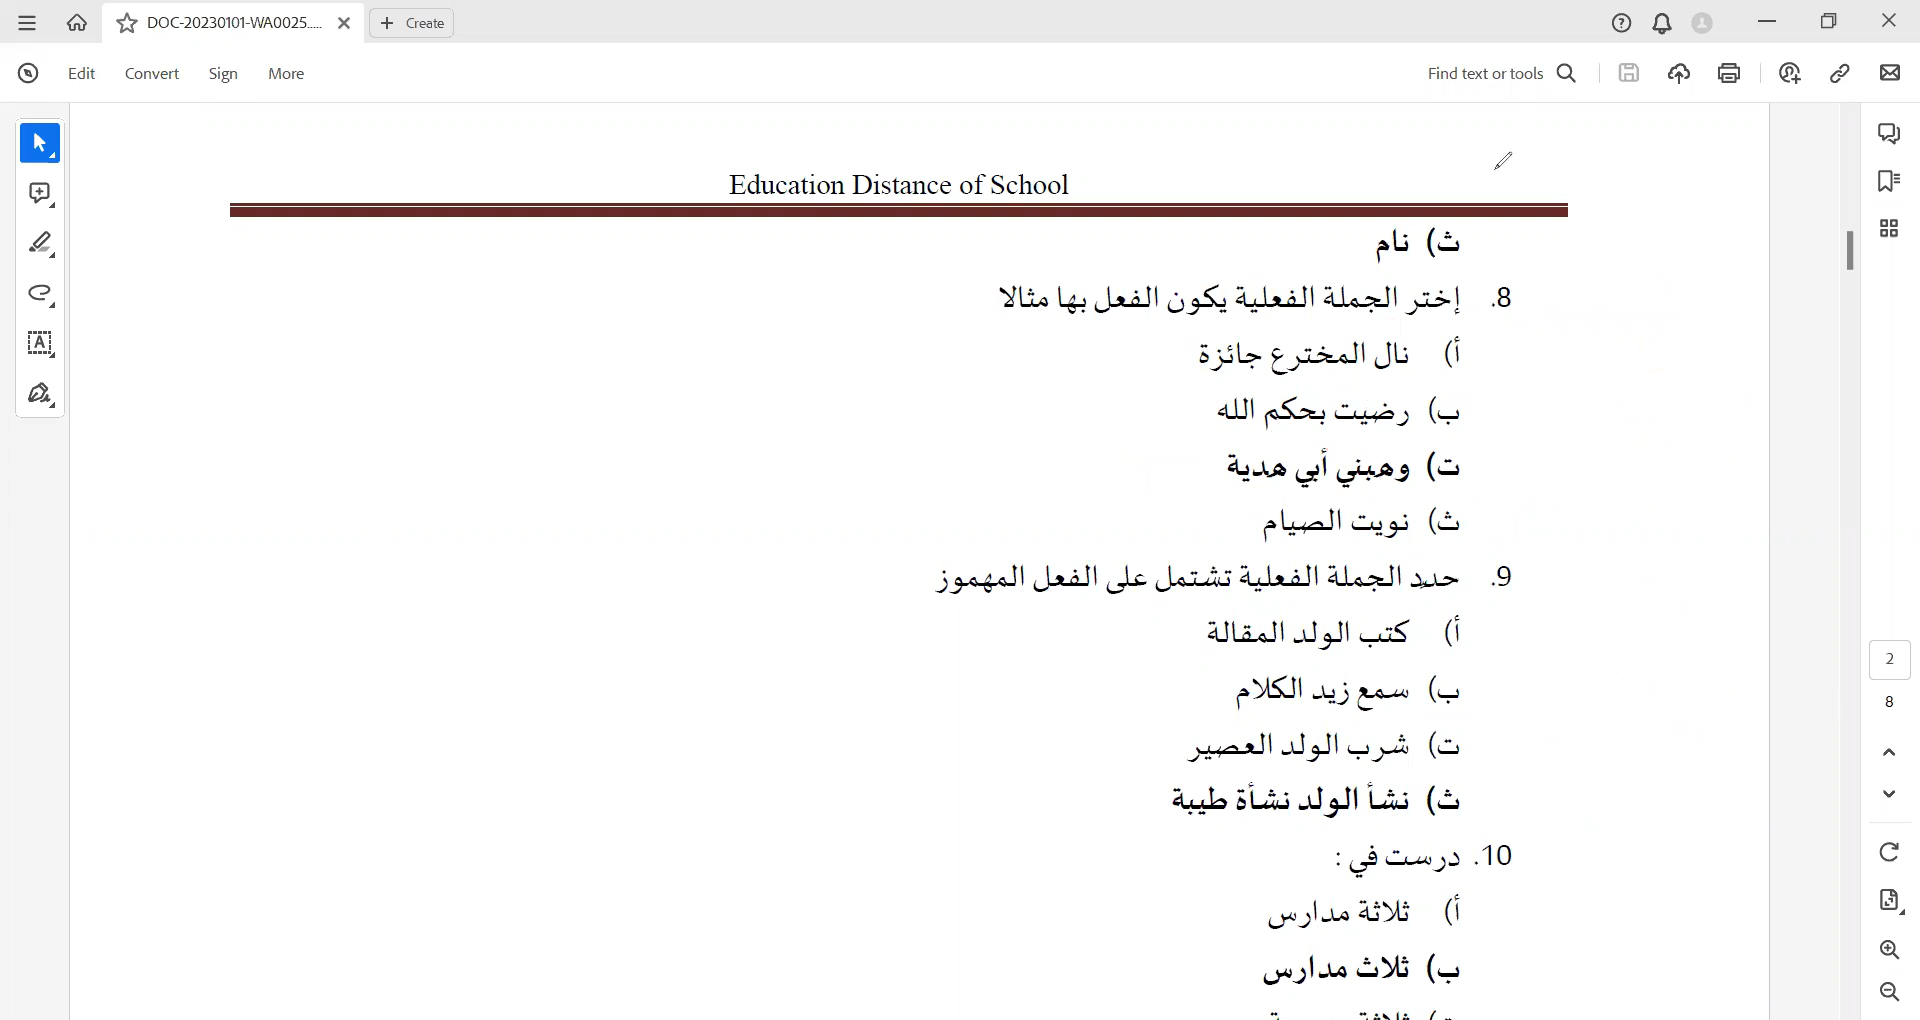 DOC-20230101-WA0025.....
Create
Edit
Convert
Sign
More
Find text or tools
Education Distance of School
ث) نام
8. إختر الجملة الفعلية يكون الفعل بها مثالا
أ) نال المخترع جائزة
ب) رضيت بحكم الله
ت) وهبني أبي هدية
ث) نويت الصيام
9. حدد الجملة الفعلية تشتمل على الفعل المهموز
أ) كتب الولد المقالة
ب) سمع زيد الكلام
ت) شرب الولد العصير
ث) نشأ الولد نشأة طيبة
10. درست في :
أ) ثلاثة مدارس
ب) ثلاث مدارس
2
8